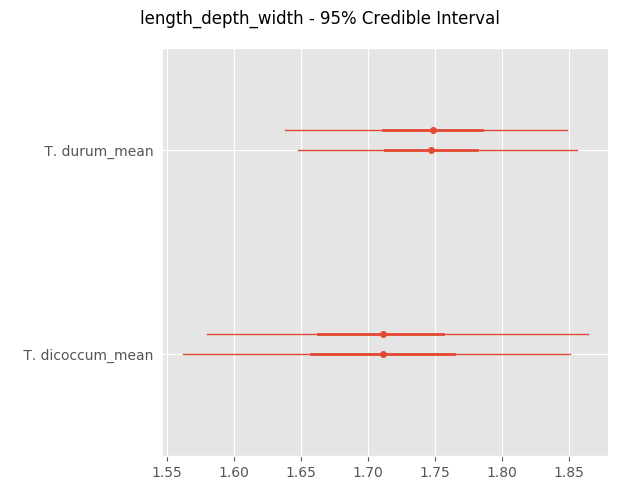 length_depth_width - 95% Credible Interval
T. durum_mean
T. dicoccum_mean
1.55 1.60 1.65 1.70 1.75 1.80 1.85